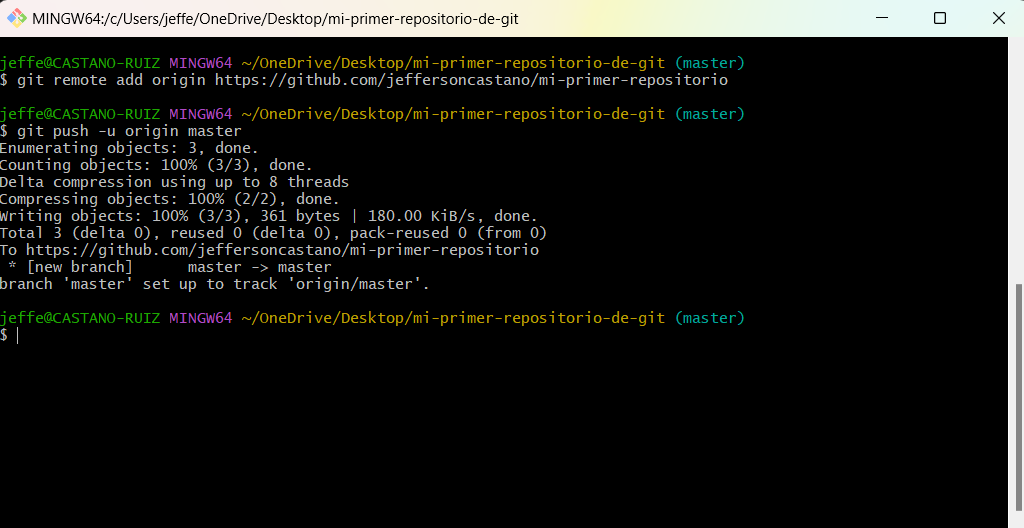 MINGW64:/c/Users/jeffe/OneDrive/Desktop/mi-primer-repositorio-de-git
jeffe@CASTANO-RUIZ MINGW64 ~/OneDrive/Desktop/mi-primer-repositorio-de-git (master)
$ git remote add origin https://github.com/jeffersoncastano/mi-primer-repositorio
jeffe@CASTANO-RUIZ MINGW64 ~/OneDrive/Desktop/mi-primer-repositorio-de-git (master)
$ git push -u origin master
Enumerating objects: 3, done.
Counting objects: 100% (3/3), done.
Delta compression using up to 8 threads
Compressing objects: 100% (2/2), done.
Writing objects: 100% (3/3), 361 bytes | 180.00 KiB/s, done.
Total 3 (delta 0), reused 0 (delta 0), pack-reused 0 (from 0)
To https://github.com/jeffersoncastano/mi-primer-repositorio
 * [new branch]      master -> master
branch 'master' set up to track 'origin/master'.
jeffe@CASTANO-RUIZ MINGW64 ~/OneDrive/Desktop/mi-primer-repositorio-de-git (master)
$